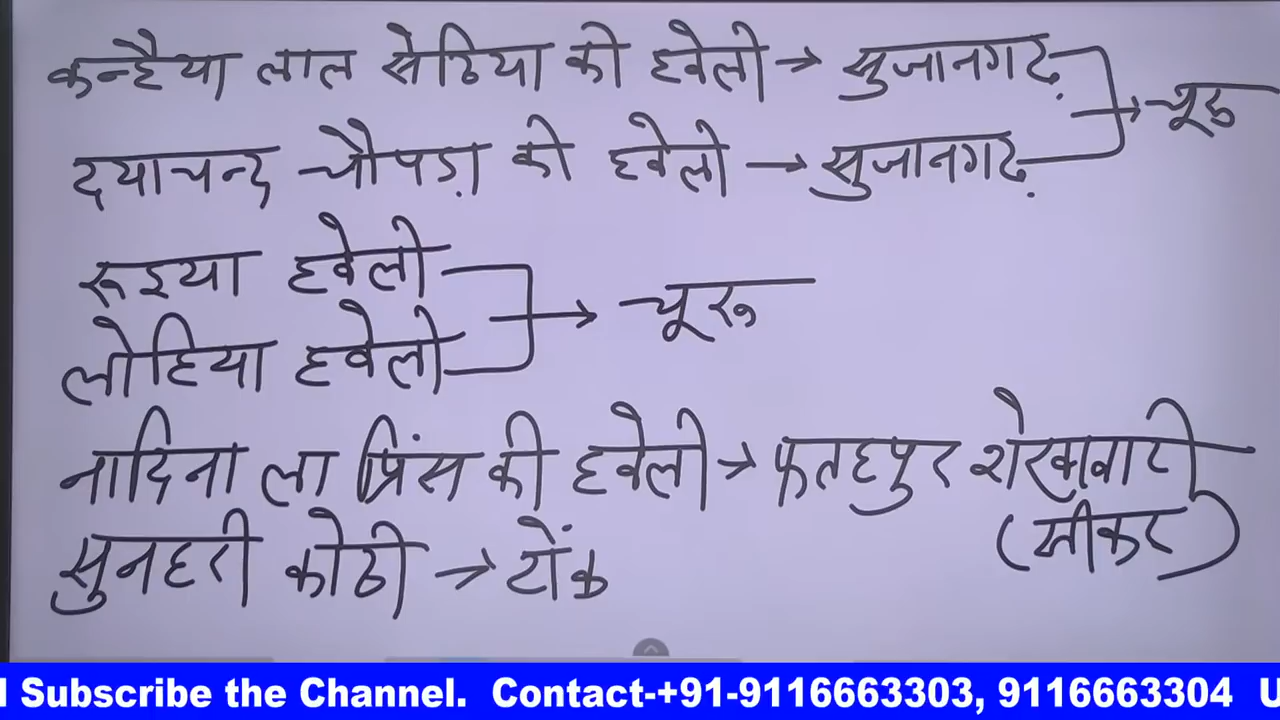 कन्हैया लाल सेठिया की हवेली → सुजानगढ़
→ चूरू
दयाचन्द चौपड़ा की हवेली → सुजानगढ़
रूइया हवेली
→ चूरू
लोहिया हवेली
नादिना ला प्रिंस की हवेली → फतहपुर शेखावाटी
(सीकर)
सुनहरी कोठी → टोंक
Subscribe the Channel. Contact-+91-9116663303, 9116663304